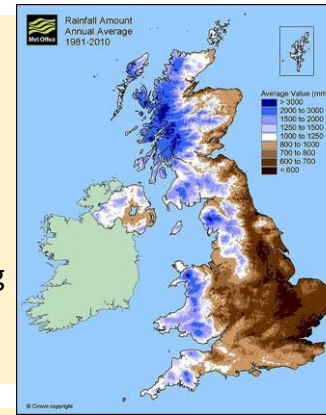 g
Met Office
Rainfall Amount
Annual Average
1981-2010
Average Value (mm)
> 3000
2000 to 3000
1500 to 2000
1250 to 1500
1000 to 1250
800 to 1000
700 to 800
600 to 700
< 600
© Crown copyright